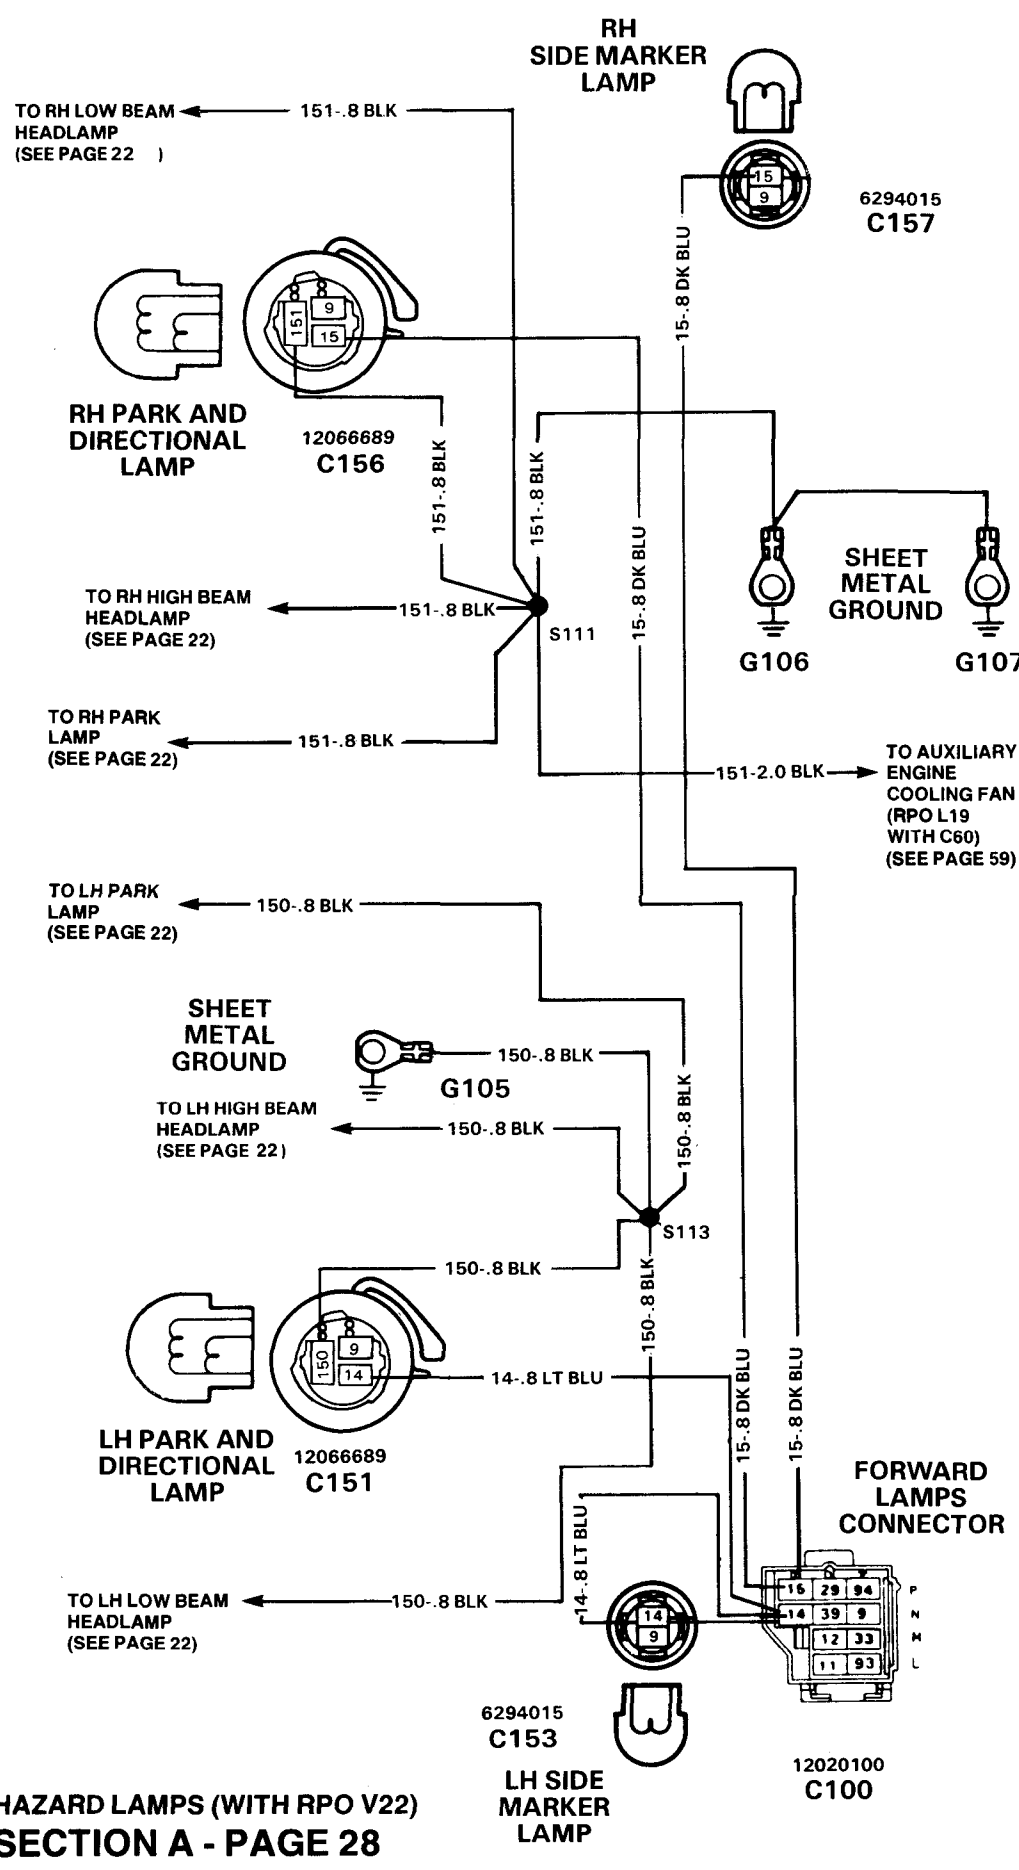 RH
SIDE MARKER
LAMP
TO RH LOW BEAM
HEADLAMP
(SEE PAGE 22 )
151-.8 BLK
15
9
6294015
C157
15-.8 DK BLU
151
9
15
RH PARK AND
DIRECTIONAL
LAMP
12066689
C156
151-.8 BLK
151-.8 BLK
15-.8 DK BLU
SHEET
METAL
GROUND
G106
G107
TO RH HIGH BEAM
HEADLAMP
(SEE PAGE 22)
151-.8 BLK
S111
TO RH PARK
LAMP
(SEE PAGE 22)
151-.8 BLK
151-2.0 BLK
TO AUXILIARY
ENGINE
COOLING FAN
(RPO L19
WITH C60)
(SEE PAGE 59)
TO LH PARK
LAMP
(SEE PAGE 22)
150-.8 BLK
SHEET
METAL
GROUND
G105
150-.8 BLK
150-.8 BLK
TO LH HIGH BEAM
HEADLAMP
(SEE PAGE 22)
150-.8 BLK
S113
150-.8 BLK
150-.8 BLK
150
9
14
14-.8 LT BLU
15-.8 DK BLU
15-.8 DK BLU
LH PARK AND
DIRECTIONAL
LAMP
12066689
C151
FORWARD
LAMPS
CONNECTOR
14-.8 LT BLU
TO LH LOW BEAM
HEADLAMP
(SEE PAGE 22)
150-.8 BLK
14
9
15 29 94 P
14 39 9 N
12 33 M
11 93 L
6294015
C153
LH SIDE
MARKER
LAMP
12020100
C100
HAZARD LAMPS (WITH RPO V22)
SECTION A - PAGE 28